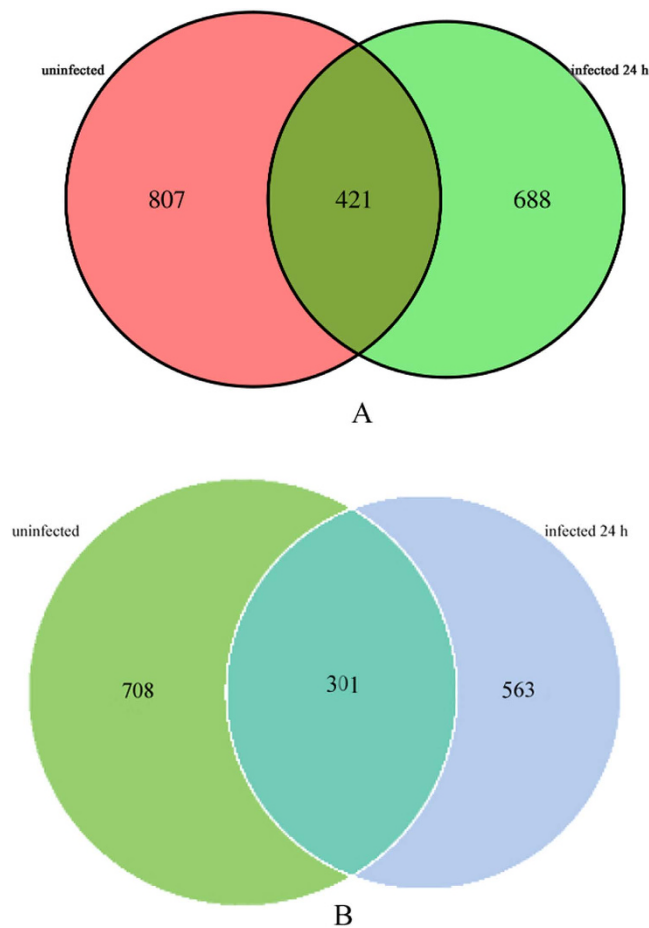 uninfected
infected 24 h
807
421
688
A
uninfected
infected 24 h
708
301
563
B